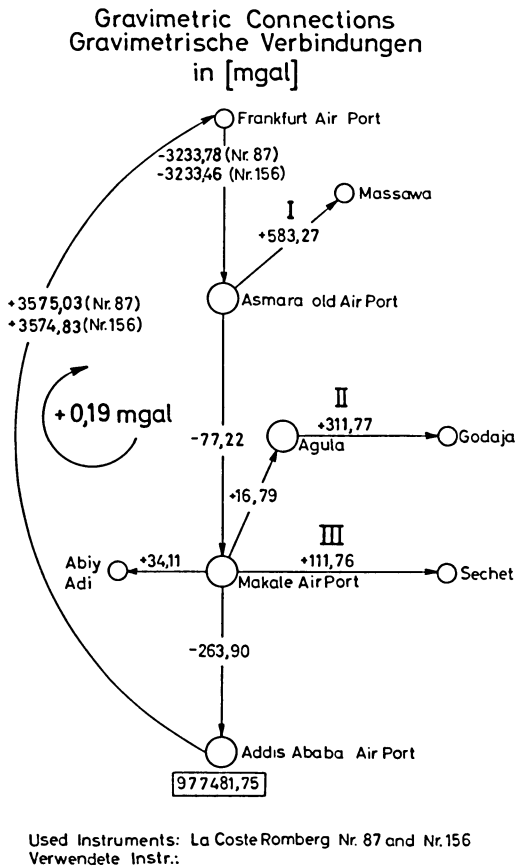 Gravimetric Connections
Gravimetrische Verbindungen
in [mgal]
Frankfurt Air Port
-3233,78 (Nr. 87)
-3233,46 (Nr.156)
Massawa
I
+583,27
Asmara old Air Port
+3575,03 (Nr. 87)
+3574,83 (Nr.156)
+ 0,19 mgal
II
+311,77
-77,22
Agula
Godaja
+16,79
III
Abiy
Adi
+34,11
+111,76
Makale Air Port
Sechet
-263,90
Addis Ababa Air Port
977481,75
Used Instruments: La Coste Romberg Nr. 87 and Nr.156
Verwendete Instr.: